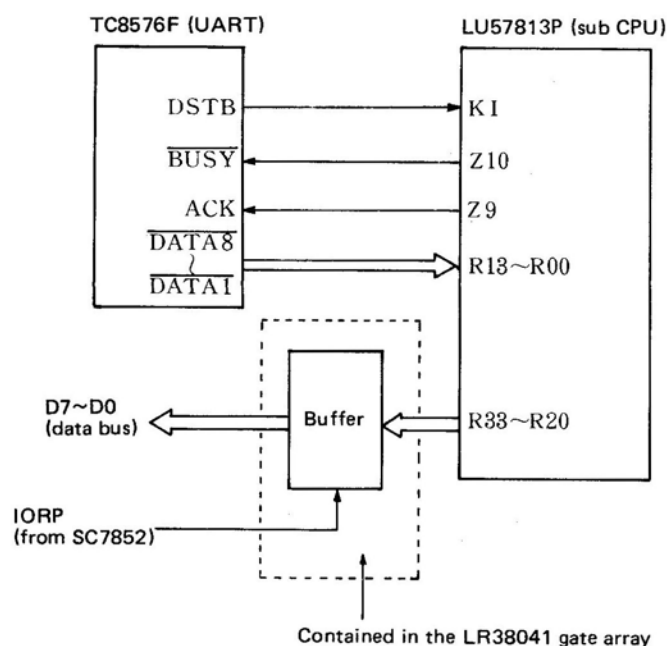 TC8576F (UART)
LU57813P (sub CPU)
DSTB
KI
BUSY
Z10
ACK
Z9
DATA8
~
DATA1
R13~R00
D7~D0
(data bus)
Buffer
R33~R20
IORP
(from SC7852)
Contained in the LR38041 gate array